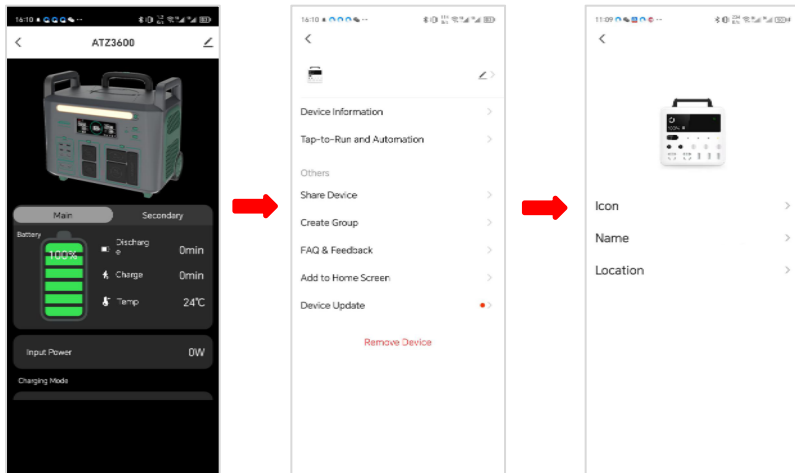 16:10
ATZ3600
Main
Secondary
Battery
100%
Discharg
e
0min
Charge
0min
Temp
24℃
Input Power
0W
Charging Mode
16:10
Device Information
Tap-to-Run and Automation
Others
Share Device
Create Group
FAQ & Feedback
Add to Home Screen
Device Update
Remove Device
11:09
100%
Icon
Name
Location